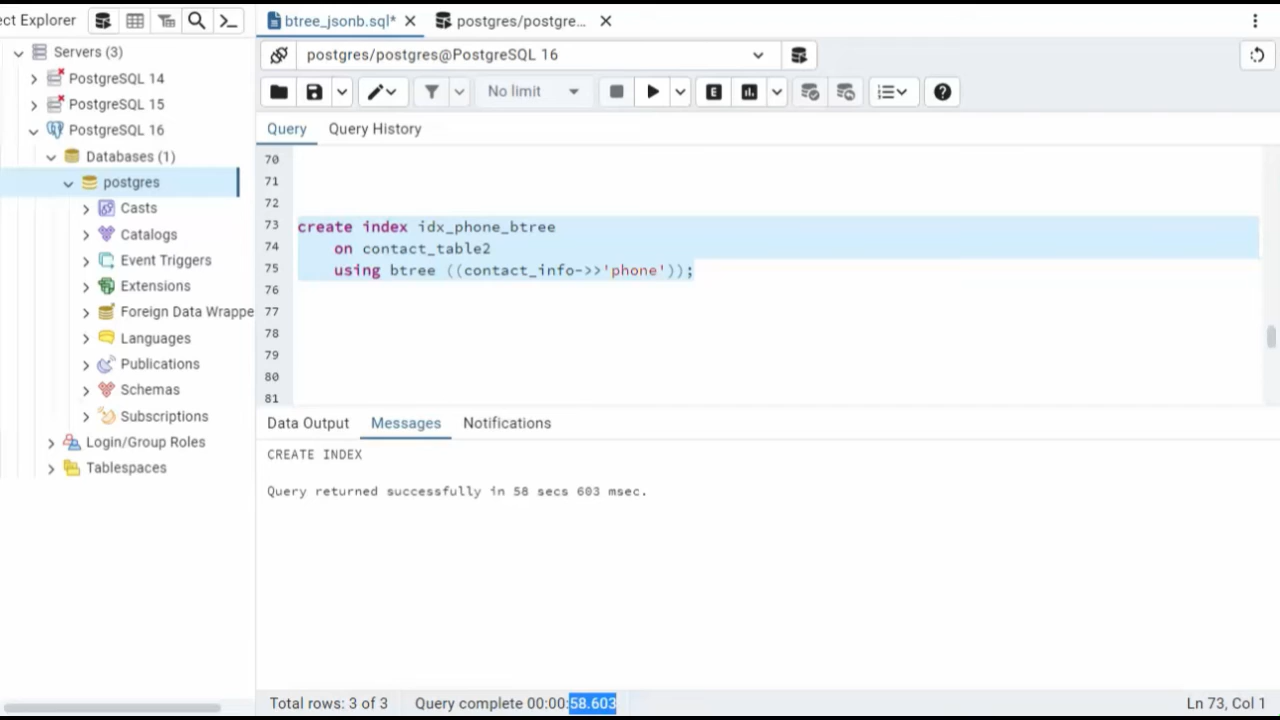 ect Explorer
btree_jsonb.sql*
postgres/postgre...
Servers (3)
PostgreSQL 14
PostgreSQL 15
PostgreSQL 16
Databases (1)
postgres
Casts
Catalogs
Event Triggers
Extensions
Foreign Data Wrappe
Languages
Publications
Schemas
Subscriptions
Login/Group Roles
Tablespaces
postgres/postgres@PostgreSQL 16
No limit
E
Query Query History
70
71
72
73 create index idx_phone_btree
74 on contact_table2
75 using btree ((contact_info->>'phone'));
76
77
78
79
80
81
Data Output Messages Notifications
CREATE INDEX
Query returned successfully in 58 secs 603 msec.
Total rows: 3 of 3 Query complete 00:00:58.603 Ln 73, Col 1